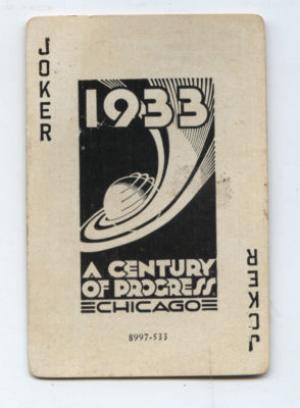 JOKER
1933
A CENTURY
OF PROGRESS
CHICAGO
8997-533
JOKER